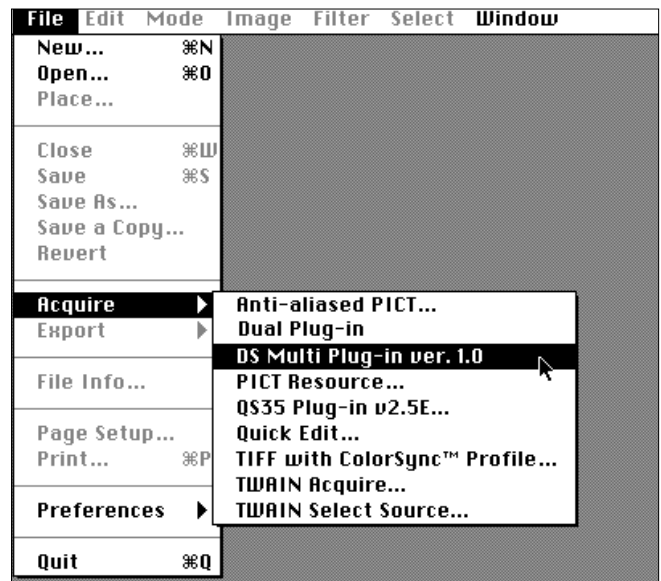 File Edit Mode Image Filter Select Window
New... ⌘N
Open... ⌘O
Place...
Close ⌘W
Save ⌘S
Save As...
Save a Copy...
Revert
Acquire
Export
File Info...
Page Setup...
Print... ⌘P
Preferences
Quit ⌘Q
Anti-aliased PICT...
Dual Plug-in
DS Multi Plug-in ver. 1.0
PICT Resource...
QS35 Plug-in v2.5E...
Quick Edit...
TIFF with ColorSync™ Profile...
TWAIN Acquire...
TWAIN Select Source...